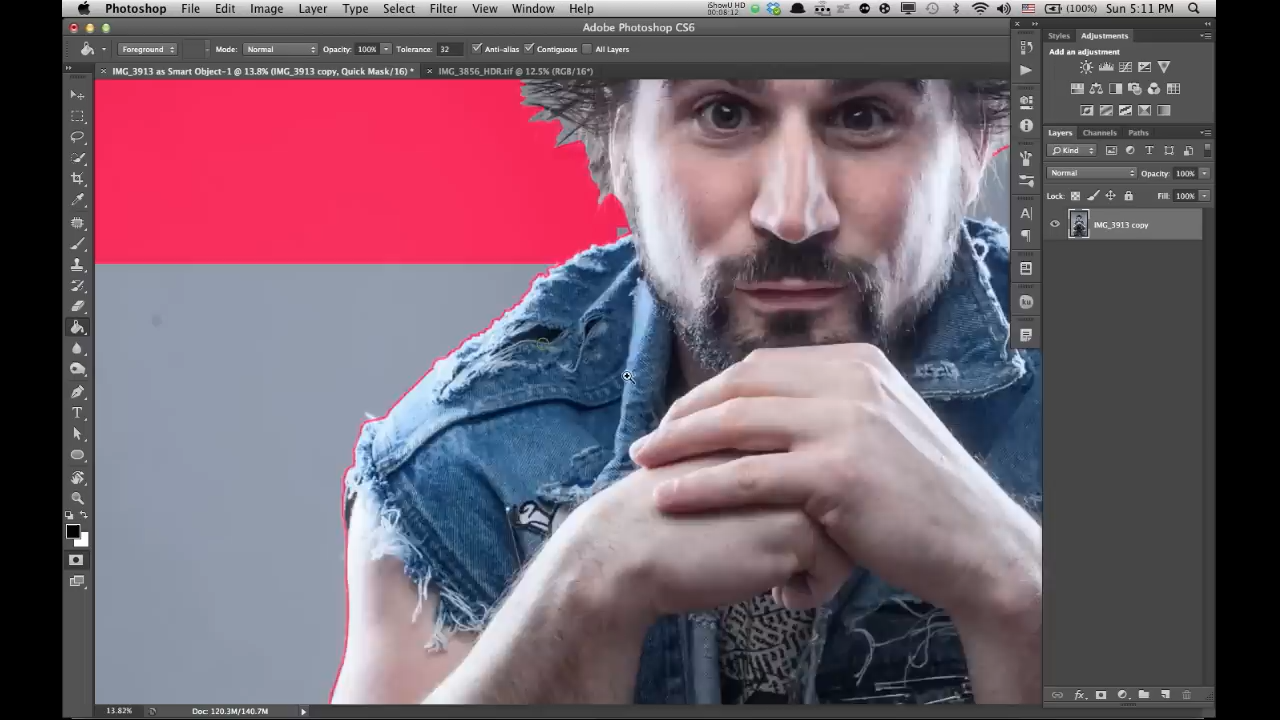 Photoshop File Edit Image Layer Type Select Filter View Window Help iShowU HD 00:08:12 (100%) Sun 5:11 PM
Adobe Photoshop CS6
Foreground Mode: Normal Opacity: 100% Tolerance: 32 Anti-alias Contiguous All Layers
IMG_3913 as Smart Object-1 @ 13.8% (IMG_3913 copy, Quick Mask/16) * IMG_3856_HDR.tif @ 12.5% (RGB/16*)
Styles Adjustments
Add an adjustment
Layers Channels Paths
Kind
Normal Opacity: 100%
Lock: Fill: 100%
IMG_3913 copy
13.82% Doc: 120.3M/140.7M